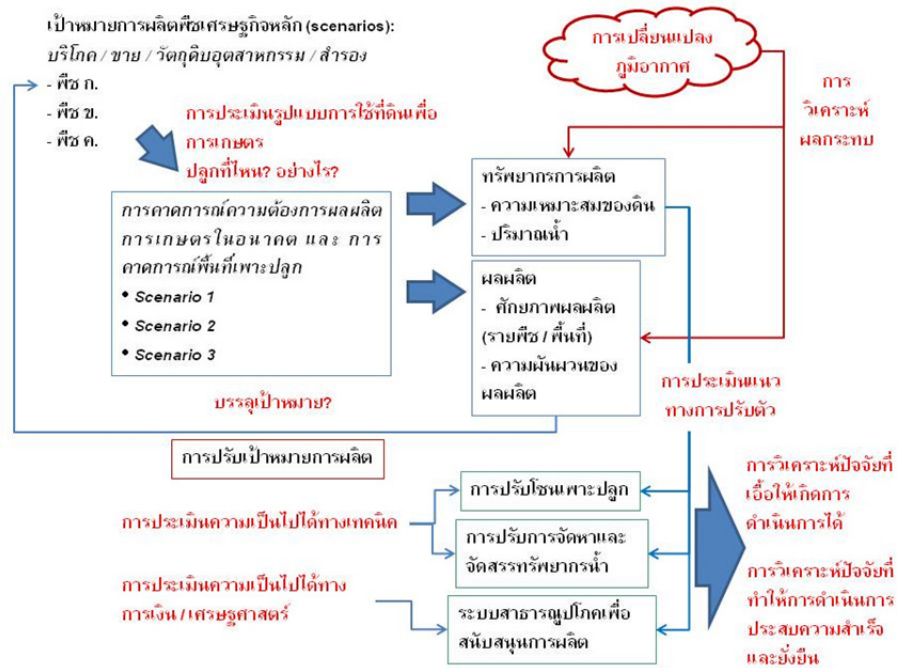 เป้าหมายการผลิตพืชเศรษฐกิจหลัก (scenarios):
บริโภค / ขาย / วัตถุดิบอุตสาหกรรม / สำรอง
- พืช ก.
- พืช ข.
- พืช ค.
การเปลี่ยนแปลง
ภูมิอากาศ
การ
วิเคราะห์
ผลกระทบ
การประเมินรูปแบบการใช้ที่ดินเพื่อ
การเกษตร
ปลูกที่ไหน? อย่างไร?
การคาดการณ์ความต้องการผลผลิต
การเกษตรในอนาคต และ การ
คาดการณ์พื้นที่เพาะปลูก
• Scenario 1
• Scenario 2
• Scenario 3
ทรัพยากรการผลิต
- ความเหมาะสมของดิน
- ปริมาณน้ำ
ผลผลิต
- ศักยภาพผลผลิต
(รายพืช / พื้นที่)
- ความผันผวนของ
ผลผลิต
บรรลุเป้าหมาย?
การประเมินแนว
ทางการปรับตัว
การปรับเป้าหมายการผลิต
การปรับโซนเพาะปลูก
การประเมินความเป็นไปได้ทางเทคนิค
การปรับการจัดหาและ
จัดสรรทรัพยากรน้ำ
การประเมินความเป็นไปได้ทาง
การเงิน / เศรษฐศาสตร์
ระบบสาธารณูปโภคเพื่อ
สนับสนุนการผลิต
การวิเคราะห์ปัจจัยที่
เอื้อให้เกิดการ
ดำเนินการได้
การวิเคราะห์ปัจจัยที่
ทำให้การดำเนินการ
ประสบความสำเร็จ
และยั่งยืน